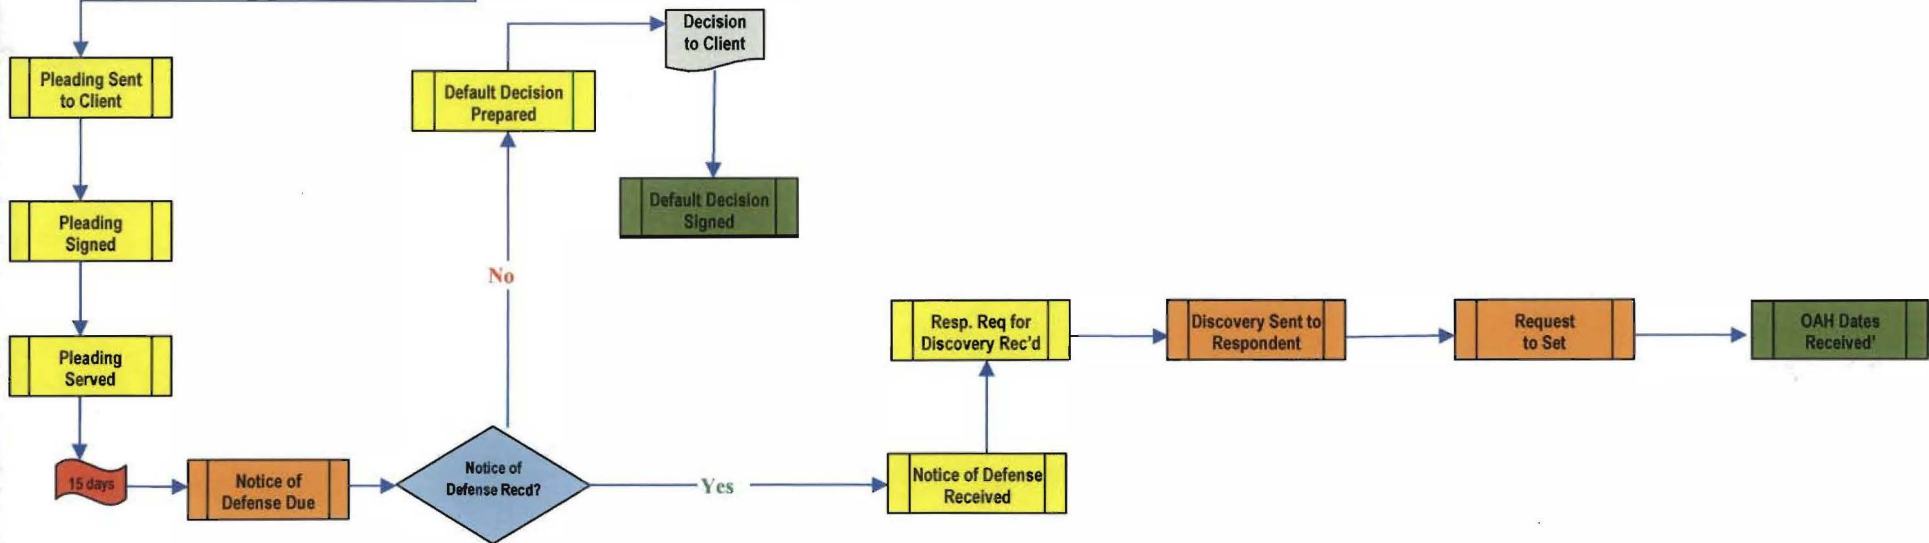 Pleading Sent
to Client
Pleading
Signed
Pleading
Served
15 days
Notice of
Defense Due
Notice of
Defense Recd?
No
Default Decision
Prepared
Decision
to Client
Default Decision
Signed
Yes
Notice of Defense
Received
Resp. Req for
Discovery Rec'd
Discovery Sent to
Respondent
Request
to Set
OAH Dates
Received'